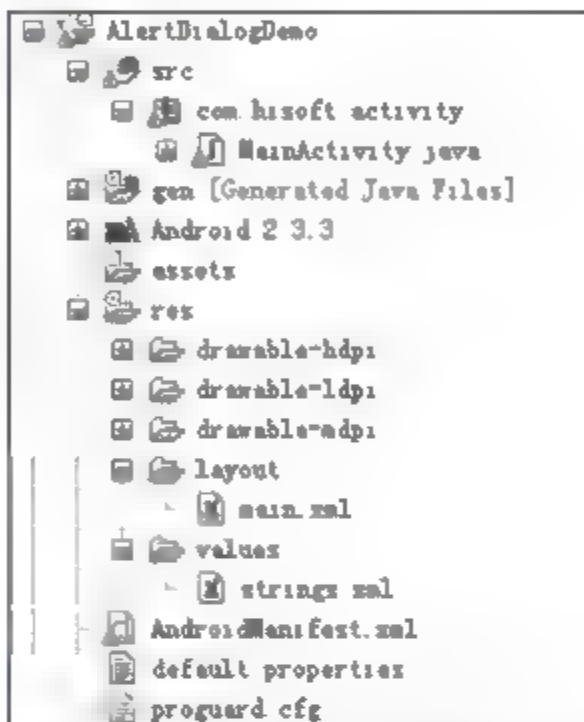 AlertDialogDemo
src
com.hisoft.activity
MainActivity.java
gen [Generated Java Files]
Android 2.3.3
assets
res
drawable-hdpi
drawable-ldpi
drawable-mdpi
layout
main.xml
values
strings.xml
AndroidManifest.xml
default.properties
proguard.cfg